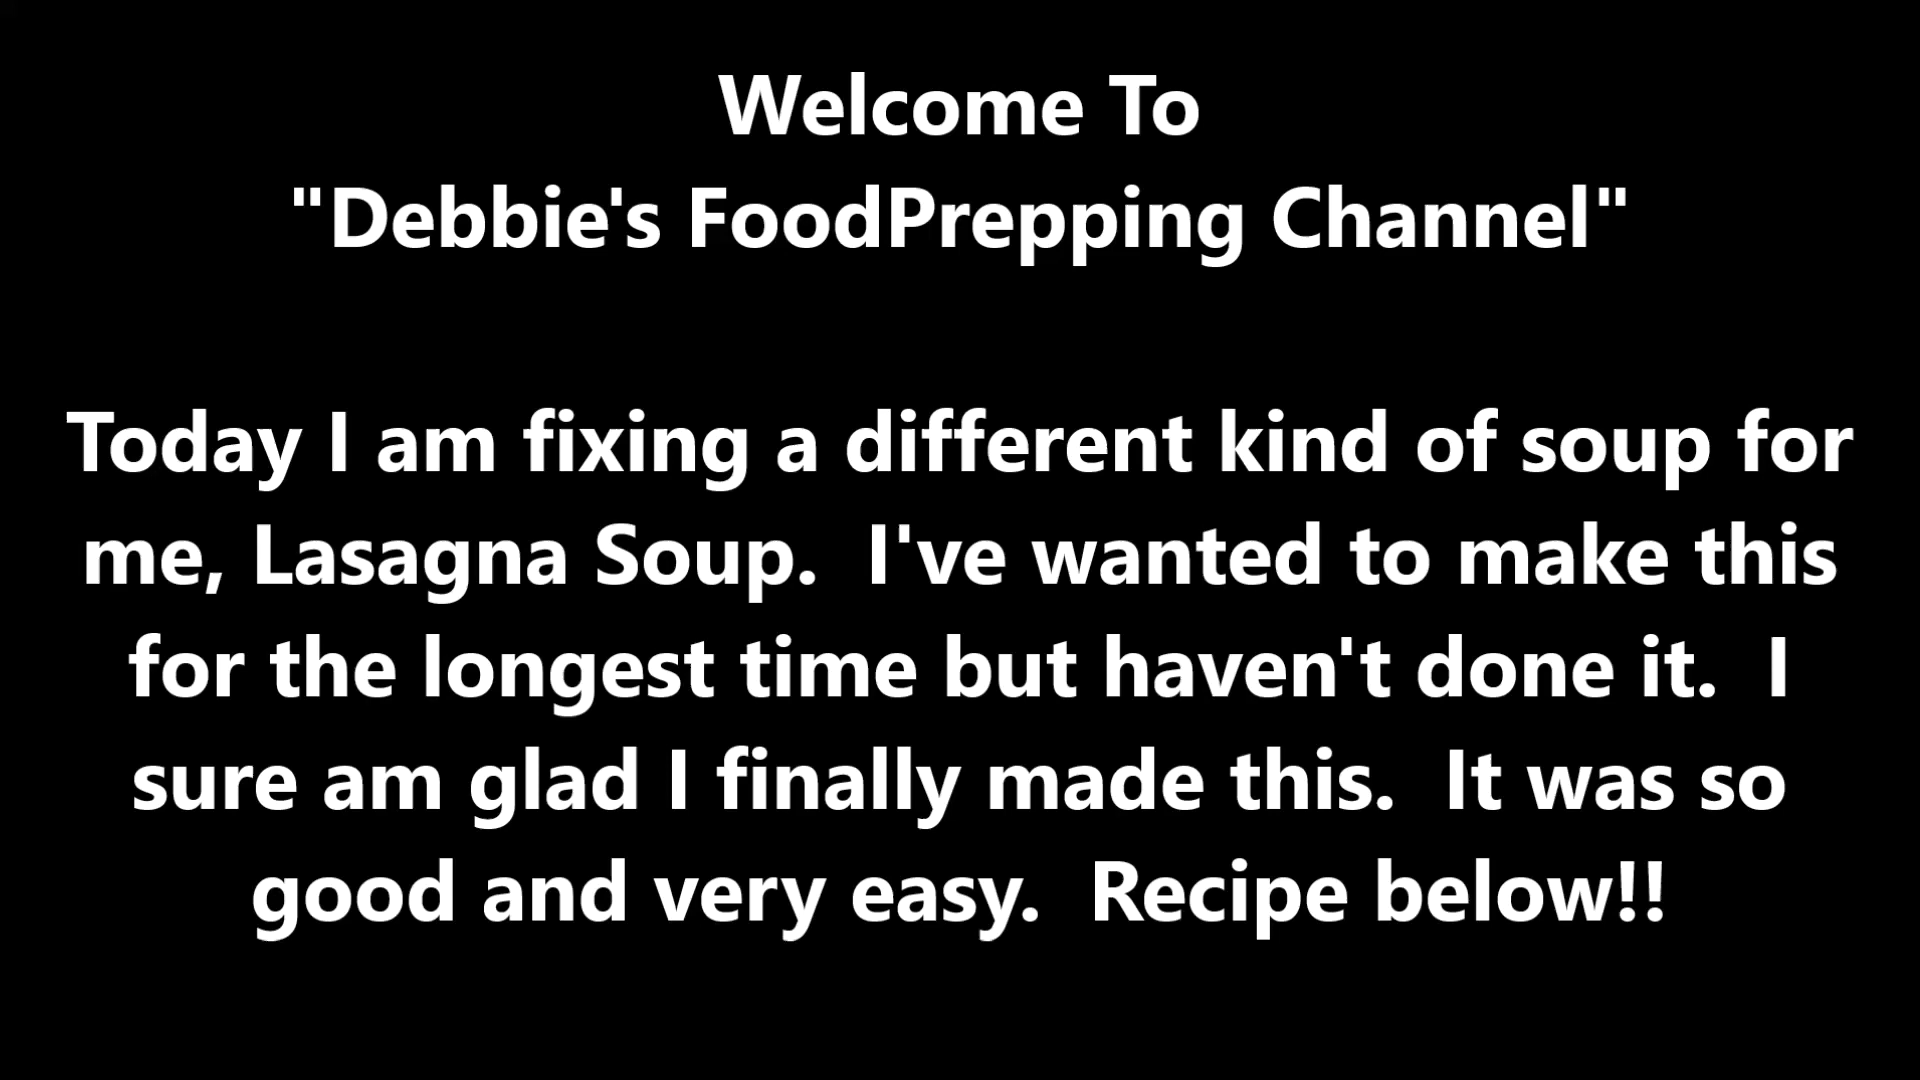 Welcome To
"Debbie's FoodPrepping Channel"
Today I am fixing a different kind of soup for
me, Lasagna Soup.  I've wanted to make this
for the longest time but haven't done it.  I
sure am glad I finally made this.  It was so
good and very easy.  Recipe below!!